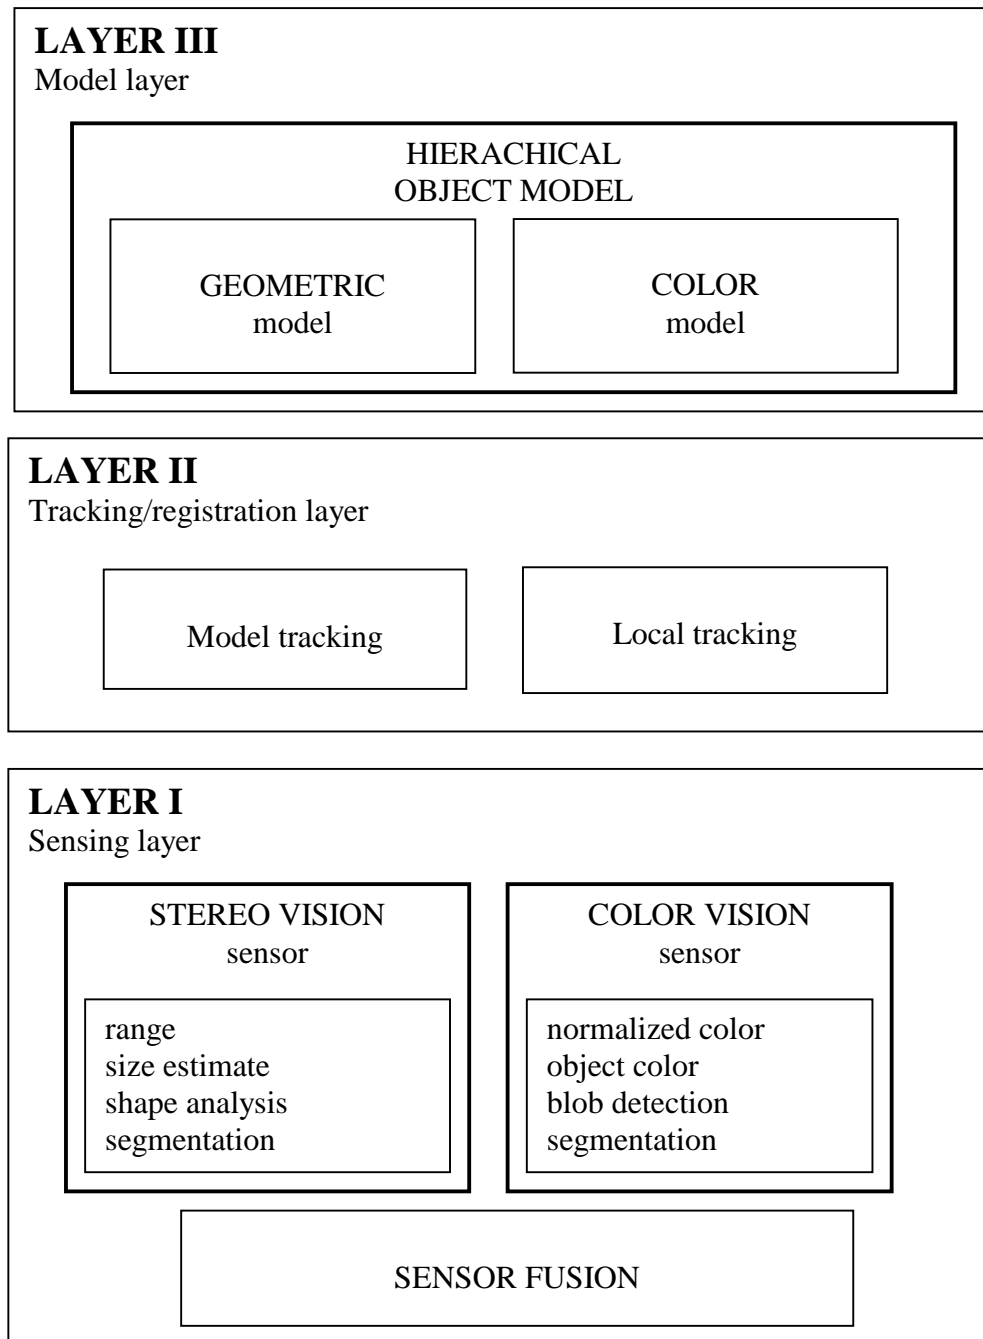 LAYER III
Model layer
HIERACHICAL
OBJECT MODEL
GEOMETRIC
model
COLOR
model
LAYER II
Tracking/registration layer
Model tracking
Local tracking
LAYER I
Sensing layer
STEREO VISION
sensor
range
size estimate
shape analysis
segmentation
COLOR VISION
sensor
normalized color
object color
blob detection
segmentation
SENSOR FUSION